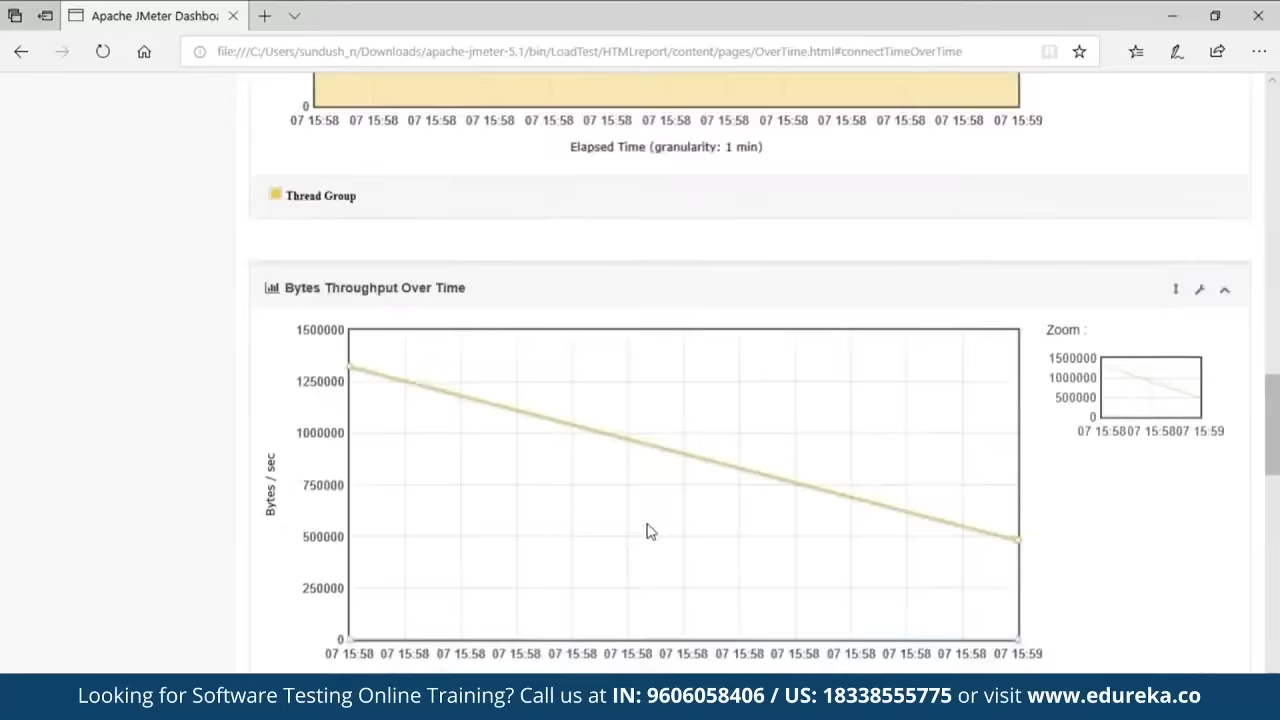 Apache JMeter Dashboa
file:///C:/Users/sundush_n/Downloads/apache-jmeter-5.1/bin/LoadTest/HTMLreport/content/pages/OverTime.html#connectTimeOverTime
0
07 15:58 07 15:58 07 15:58 07 15:58 07 15:58 07 15:58 07 15:58 07 15:58 07 15:58 07 15:58 07 15:58 07 15:58 07 15:59
Elapsed Time (granularity: 1 min)
Thread Group
Bytes Throughput Over Time
1500000
1250000
1000000
750000
500000
250000
0
Bytes / sec
07 15:58 07 15:58 07 15:58 07 15:58 07 15:58 07 15:58 07 15:58 07 15:58 07 15:58 07 15:58 07 15:58 07 15:58 07 15:59
Zoom :
1500000
1000000
500000
0
07 15:5807 15:5807 15:59
Looking for Software Testing Online Training? Call us at IN: 9606058406 / US: 18338555775 or visit www.edureka.co